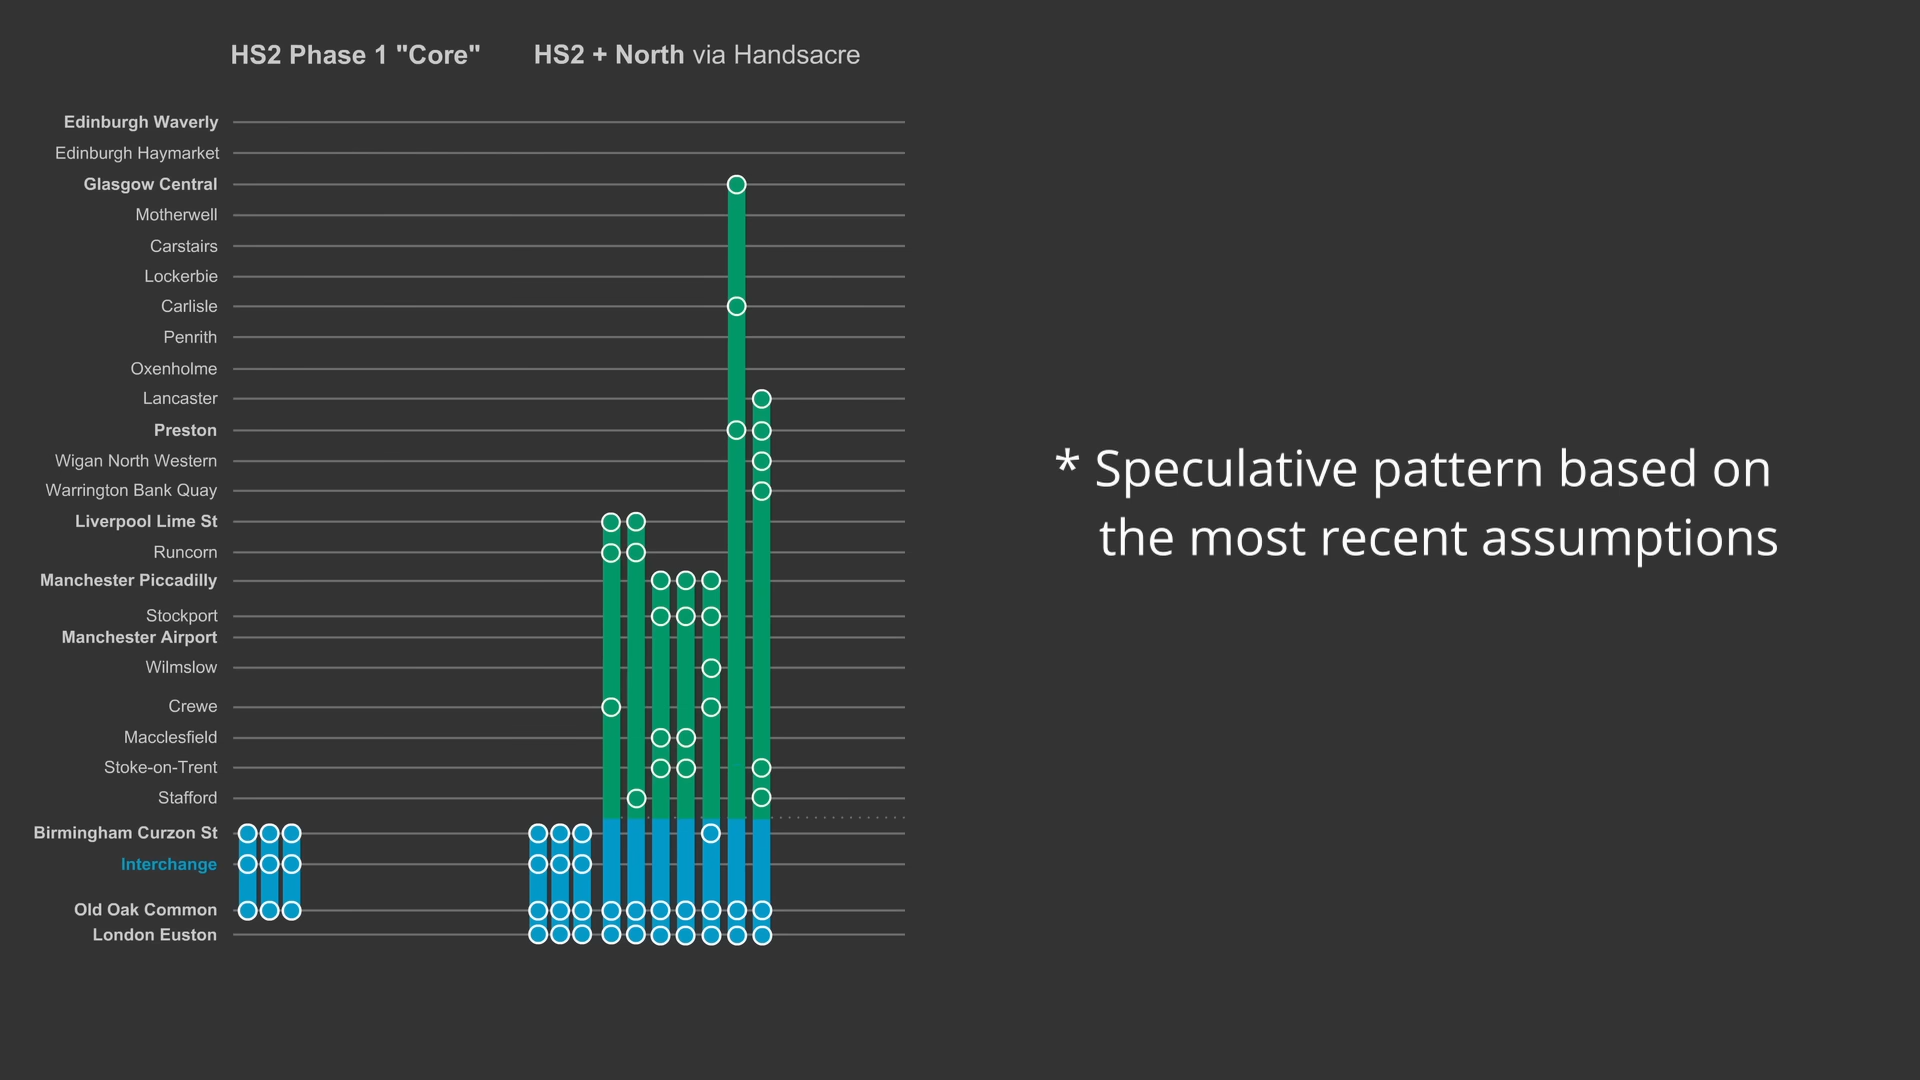 HS2 Phase 1 "Core"
HS2 + North via Handsacre
Edinburgh Waverly
Edinburgh Haymarket
Glasgow Central
Motherwell
Carstairs
Lockerbie
Carlisle
Penrith
Oxenholme
Lancaster
Preston
Wigan North Western
Warrington Bank Quay
Liverpool Lime St
Runcorn
Manchester Piccadilly
Stockport
Manchester Airport
Wilmslow
Crewe
Macclesfield
Stoke-on-Trent
Stafford
Birmingham Curzon St
Interchange
Old Oak Common
London Euston
* Speculative pattern based on
the most recent assumptions